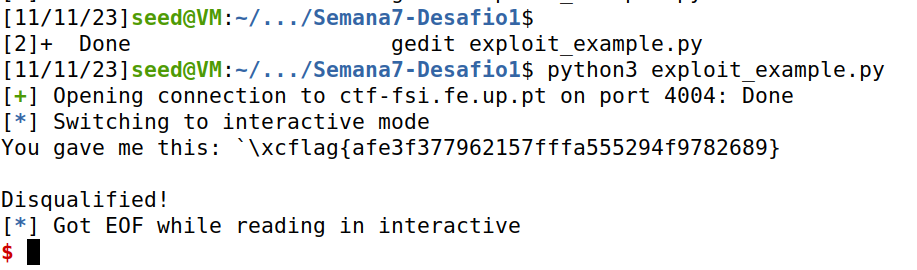 [11/11/23]seed@VM:~/.../Semana7-Desafio1$
[2]+  Done                    gedit exploit_example.py
[11/11/23]seed@VM:~/.../Semana7-Desafio1$ python3 exploit_example.py
[+] Opening connection to ctf-fsi.fe.up.pt on port 4004: Done
[*] Switching to interactive mode
You gave me this: `\xcflag{afe3f377962157fffa555294f9782689}

Disqualified!
[*] Got EOF while reading in interactive
$